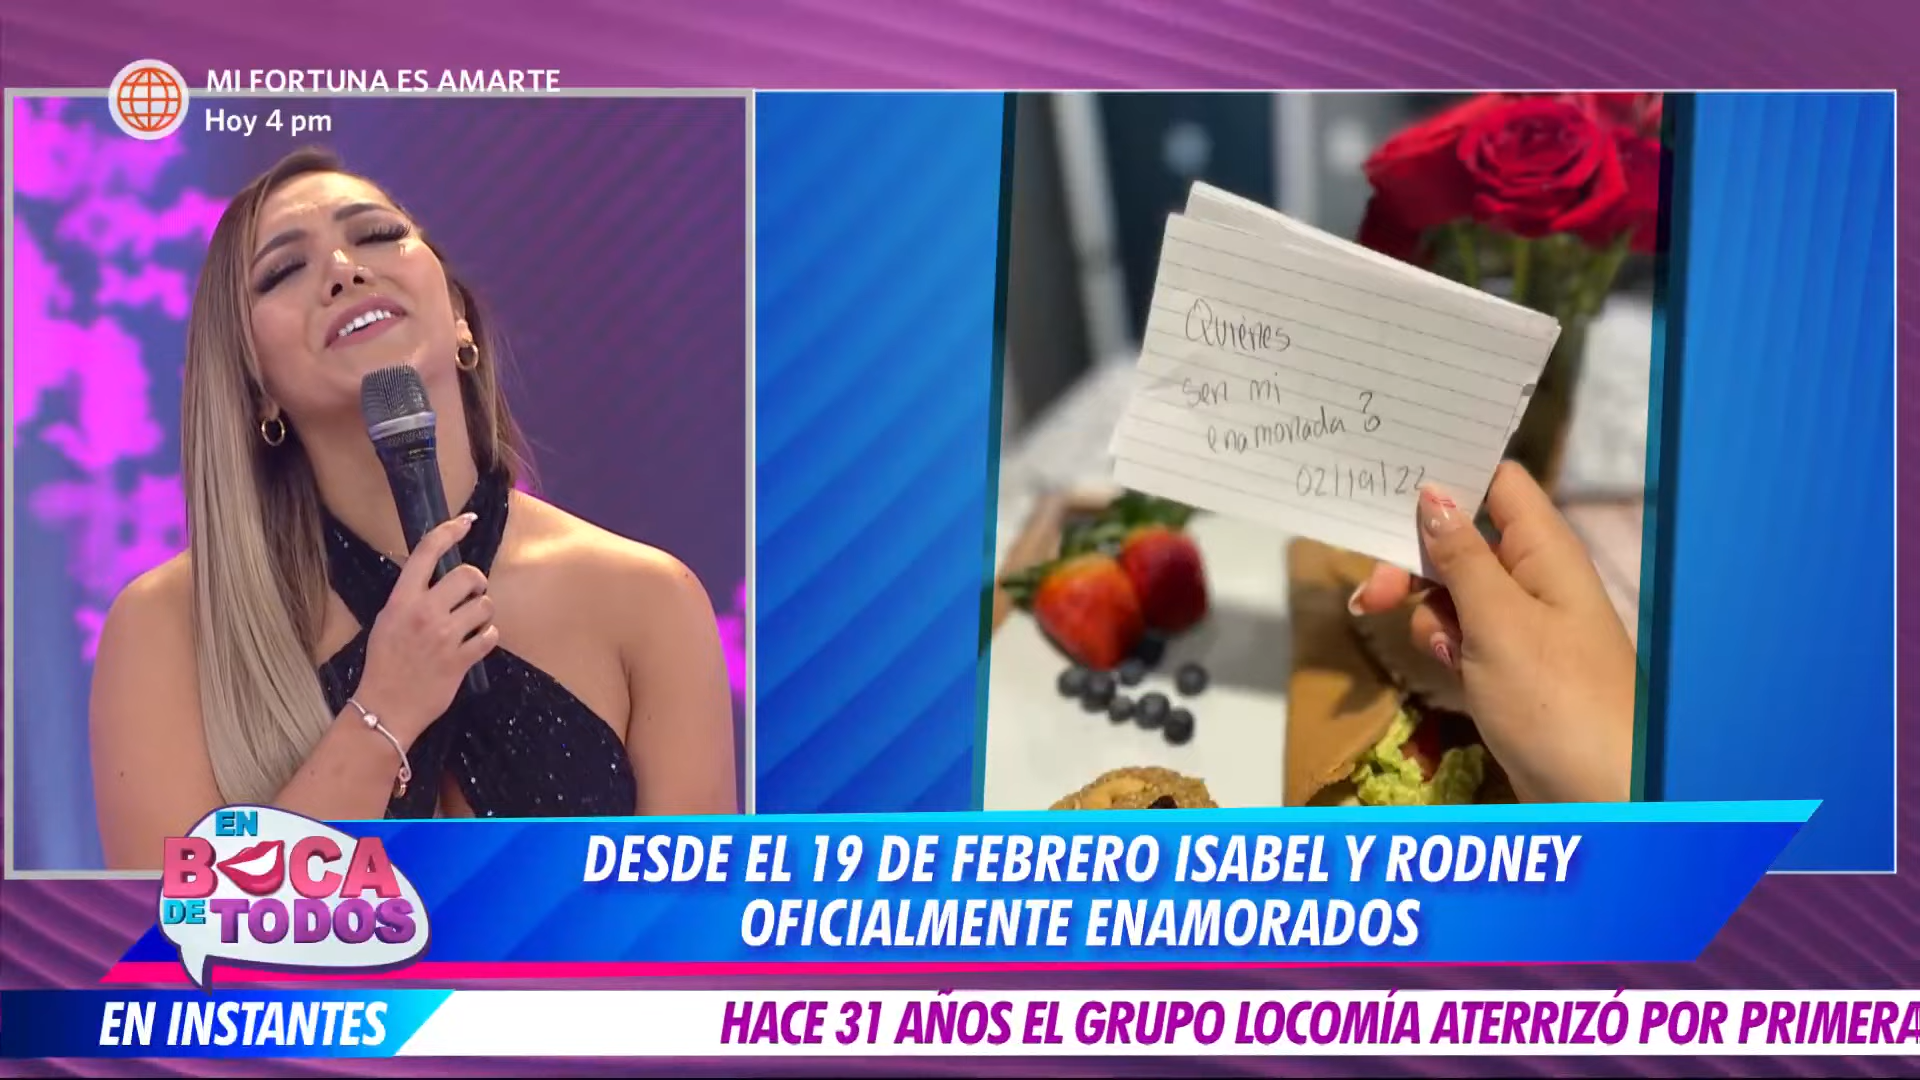 MI FORTUNA ES AMARTE
Hoy 4 pm
Quiénes
ser mi
enamorada?
02/19/22
EN
BOCA
DE TODOS
DESDE EL 19 DE FEBRERO ISABEL Y RODNEY
OFICIALMENTE ENAMORADOS
EN INSTANTES
HACE 31 AÑOS EL GRUPO LOCOMÍA ATERRIZÓ POR PRIMERA